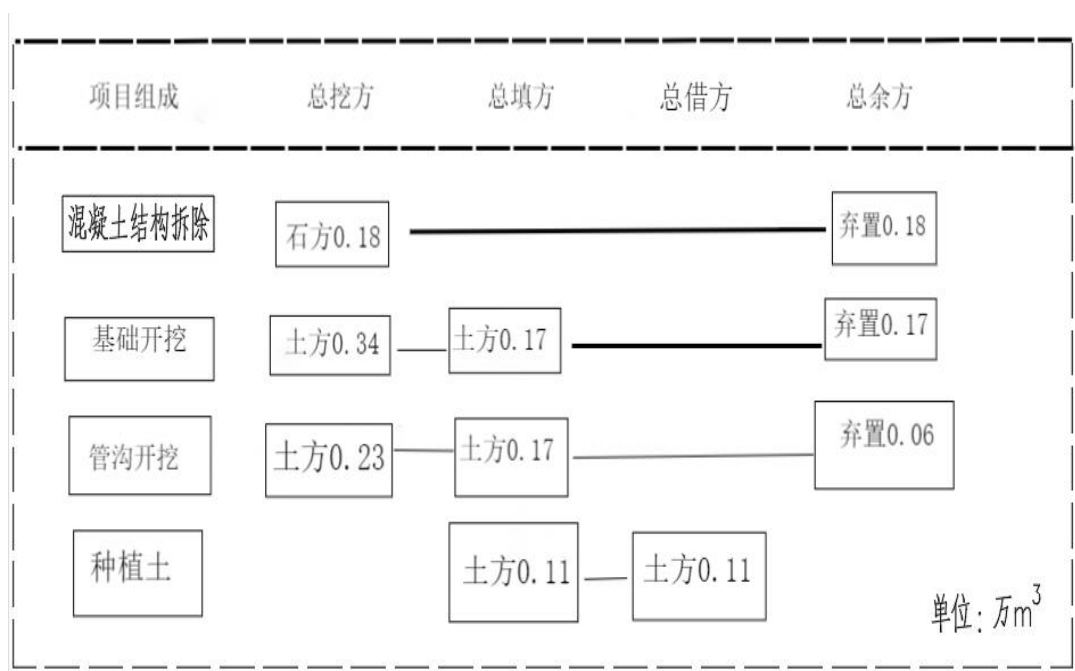 项目组成 总挖方 总填方 总借方 总余方
混凝土结构拆除 石方0.18 弃置0.18
基础开挖 土方0.34 土方0.17 弃置0.17
管沟开挖 土方0.23 土方0.17 弃置0.06
种植土 土方0.11 土方0.11
单位：万m³